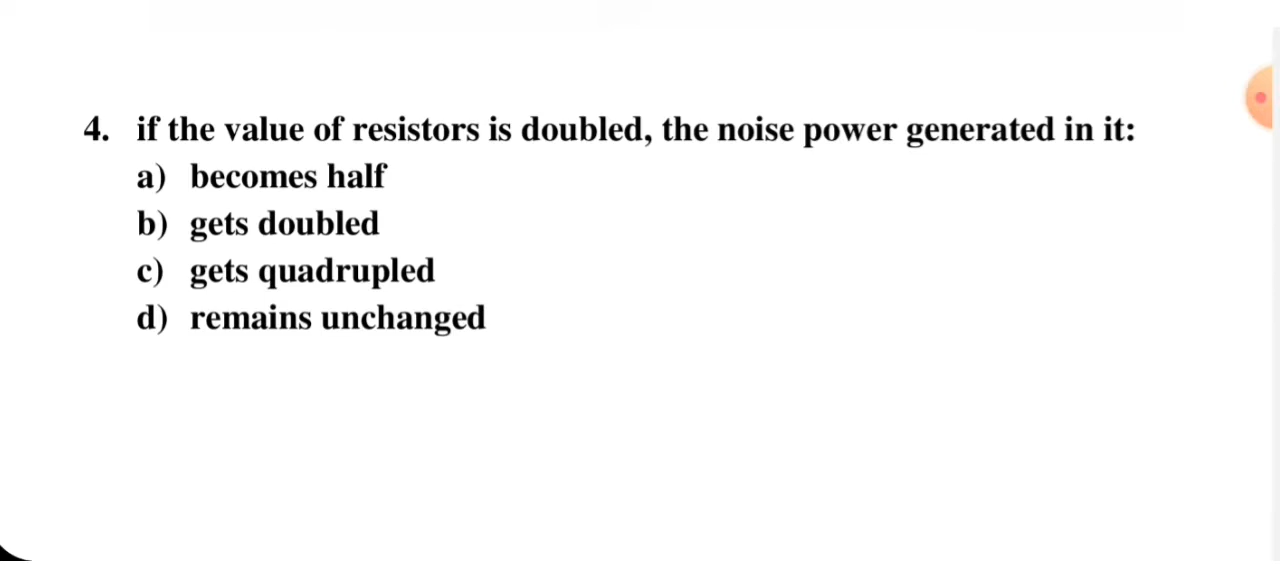 4. if the value of resistors is doubled, the noise power generated in it:
a) becomes half
b) gets doubled
c) gets quadrupled
d) remains unchanged